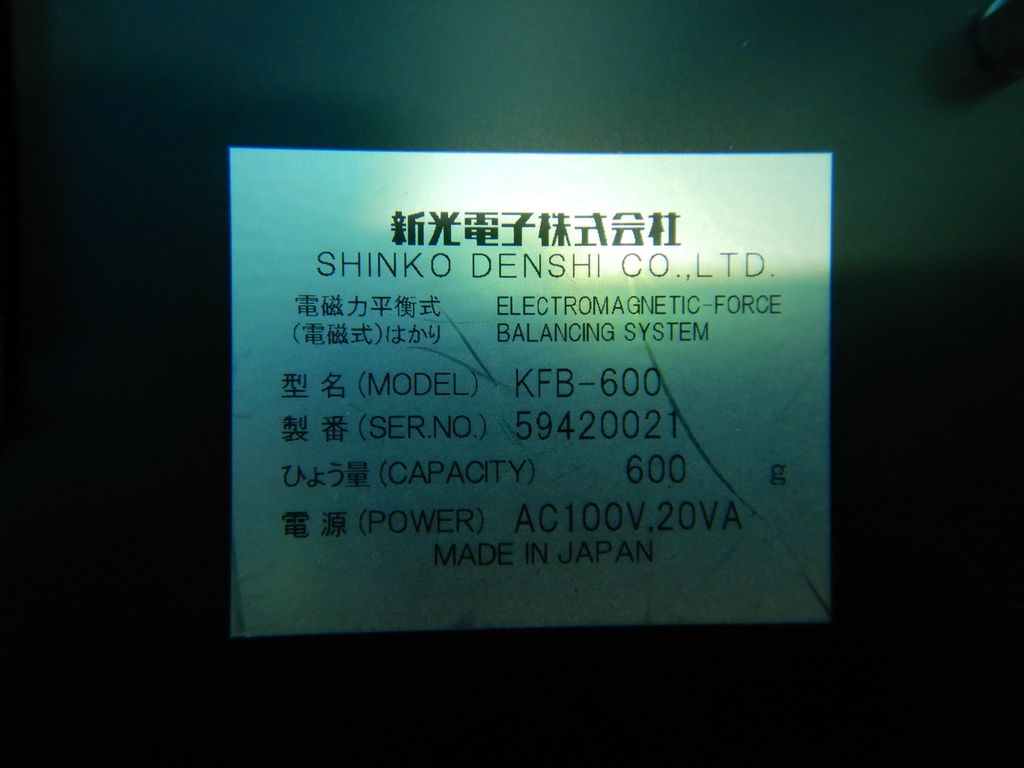 新光電子株式会社
SHINKO DENSHI CO.,LTD.
電磁力平衡式 ELECTROMAGNETIC-FORCE
(電磁式)はかり BALANCING SYSTEM
型名(MODEL) KFB-600
製番(SER.NO.) 59420021
ひょう量(CAPACITY) 600 g
電源(POWER) AC100V,20VA
MADE IN JAPAN